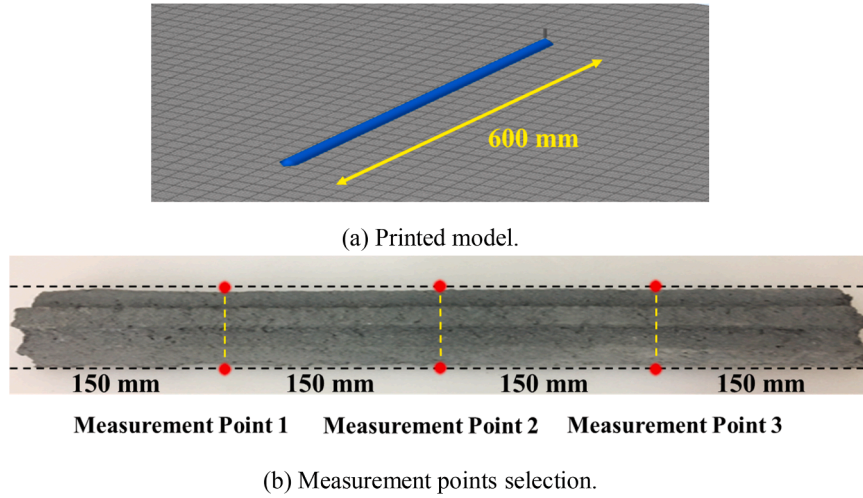 600 mm
(a) Printed model.
150 mm 150 mm 150 mm 150 mm
Measurement Point 1 Measurement Point 2 Measurement Point 3
(b) Measurement points selection.